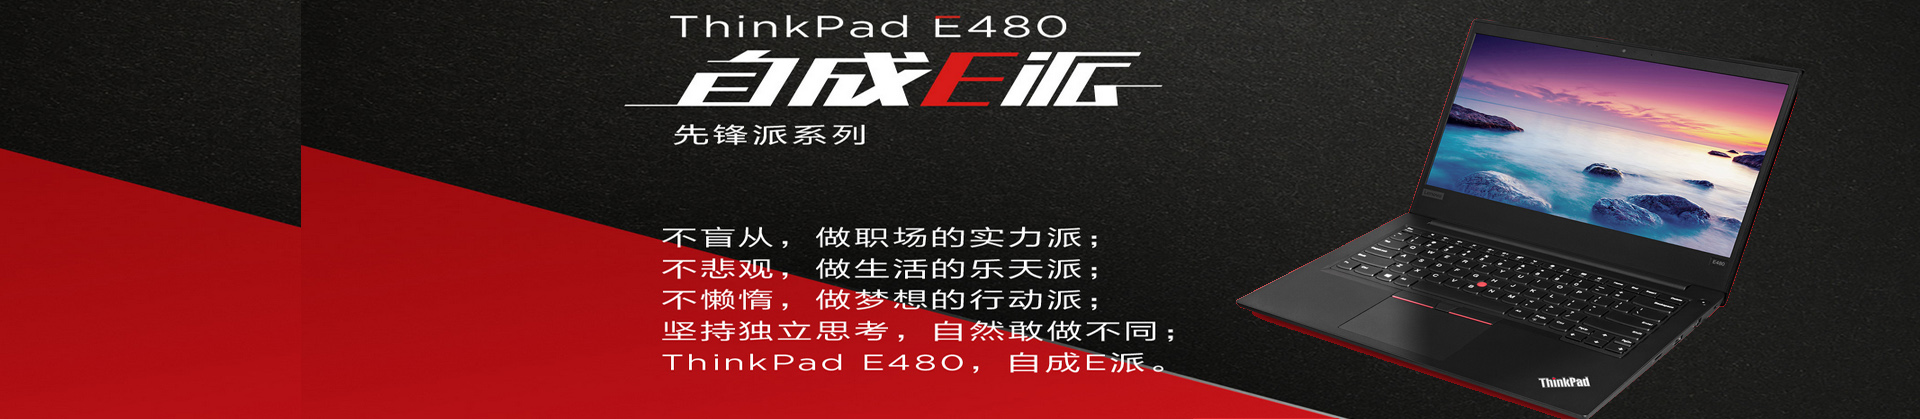 ThinkPad E480
自成E派
先锋派系列
不盲从，做职场的实力派；
不悲观，做生活的乐天派；
不懒惰，做梦想的行动派；
坚持独立思考，自然敢做不同；
ThinkPad E480，自成E派。
E480
ThinkPad